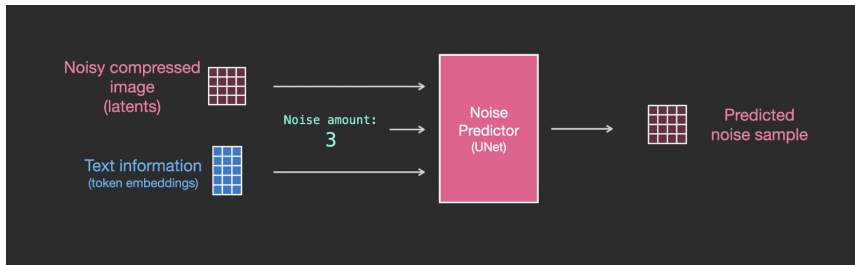 Noisy compressed
image
(latents)
Noise amount:
3
Text information
(token embeddings)
Noise
Predictor
(UNet)
Predicted
noise sample